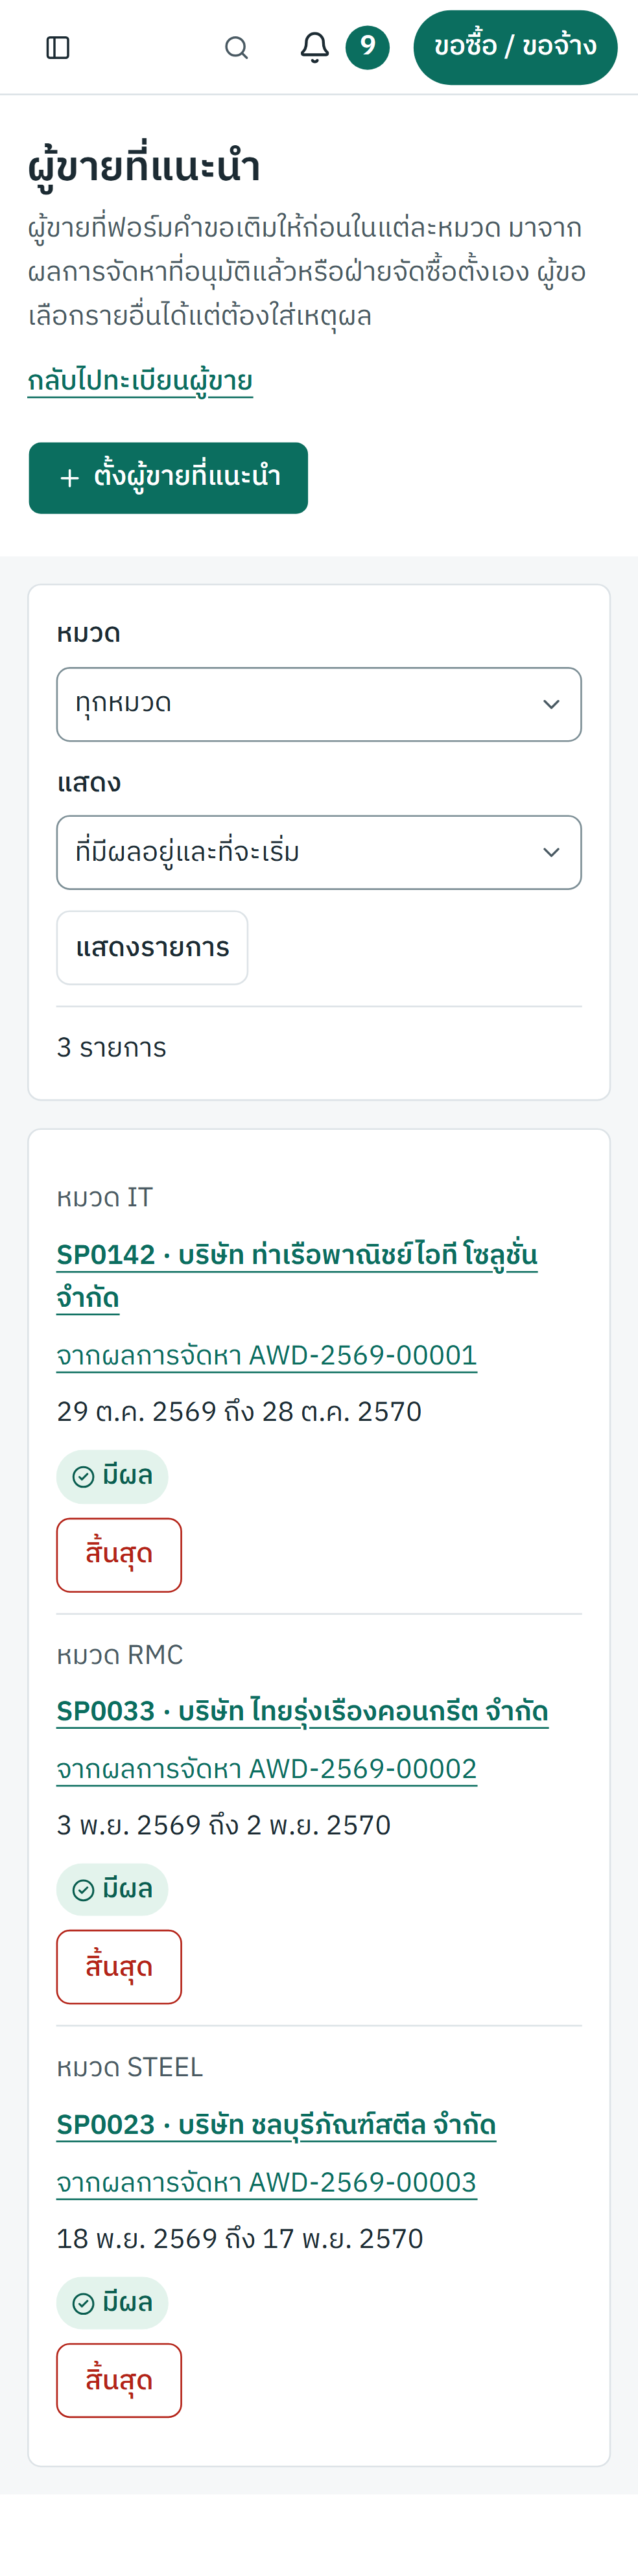 9
ขอซื้อ / ขอจ้าง
ผู้ขายที่แนะนำ
ผู้ขายที่ฟอร์มคำขอเติมให้ก่อนในแต่ละหมวด มาจาก
ผลการจัดหาที่อนุมัติแล้วหรือฝ่ายจัดซื้อตั้งเอง ผู้ขอ
เลือกรายอื่นได้แต่ต้องใส่เหตุผล
กลับไปทะเบียนผู้ขาย
ตั้งผู้ขายที่แนะนำ
หมวด
ทุกหมวด
แสดง
ที่มีผลอยู่และที่จะเริ่ม
แสดงรายการ
3 รายการ
หมวด IT
SP0142 · บริษัท ท่าเรือพาณิชย์ไอที โซลูชั่น
จำกัด
จากผลการจัดหา AWD-2569-00001
29 ต.ค. 2569 ถึง 28 ต.ค. 2570
มีผล
สิ้นสุด
หมวด RMC
SP0033 · บริษัท ไทยรุ่งเรืองคอนกรีต จำกัด
จากผลการจัดหา AWD-2569-00002
3 พ.ย. 2569 ถึง 2 พ.ย. 2570
มีผล
สิ้นสุด
หมวด STEEL
SP0023 · บริษัท ชลบุรีภัณฑ์สตีล จำกัด
จากผลการจัดหา AWD-2569-00003
18 พ.ย. 2569 ถึง 17 พ.ย. 2570
มีผล
สิ้นสุด